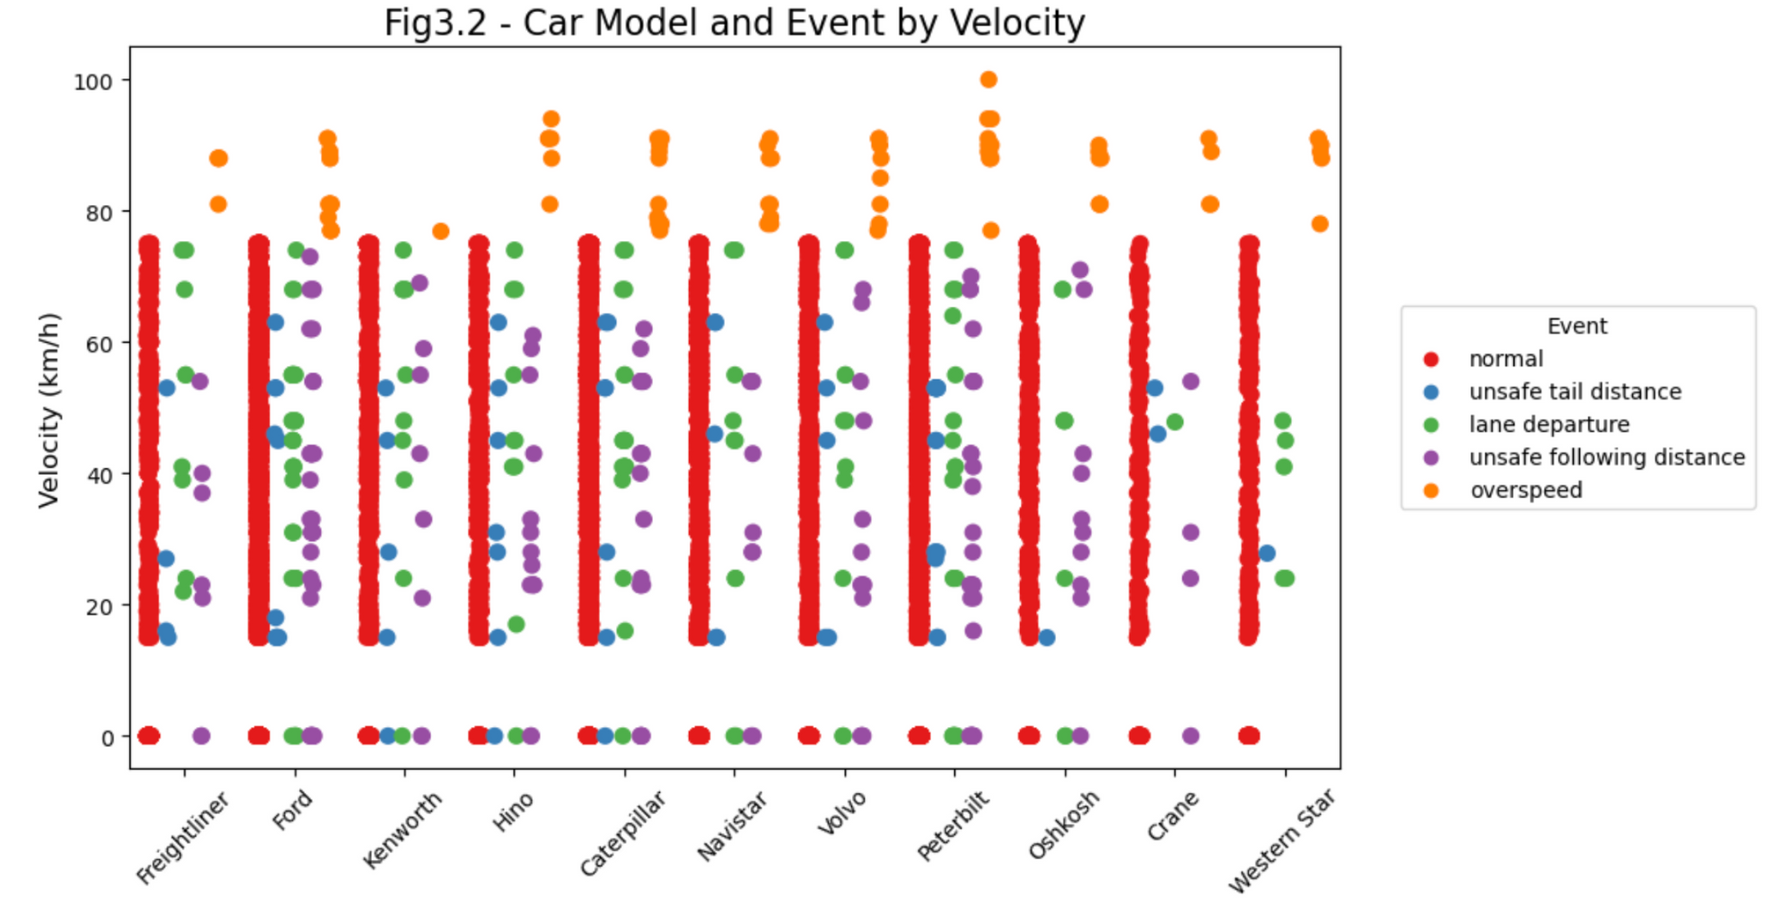 Fig3.2 - Car Model and Event by Velocity
Velocity (km/h)
100
80
60
40
20
0
Freightliner
Ford
Kenworth
Hino
Caterpillar
Navistar
Volvo
Peterbilt
Oshkosh
Crane
Western Star
Event
normal
unsafe tail distance
lane departure
unsafe following distance
overspeed